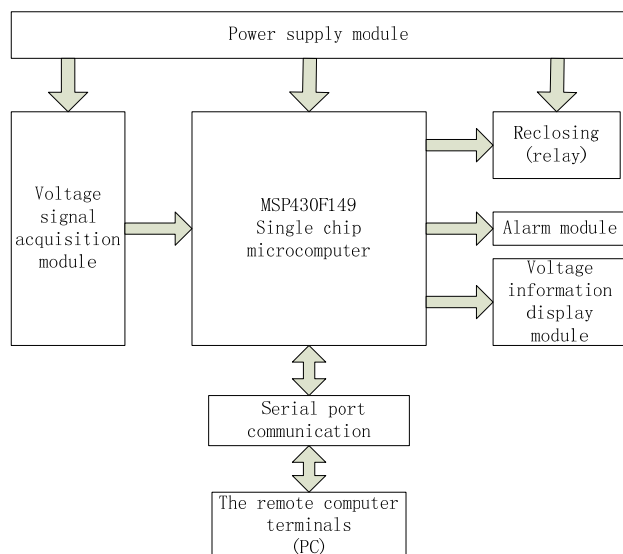 Power supply module
Voltage
signal
acquisition
module
MSP430F149
Single chip
microcomputer
Reclosing
(relay)
Alarm module
Voltage
information
display
module
Serial port
communication
The remote computer
terminals
(PC)